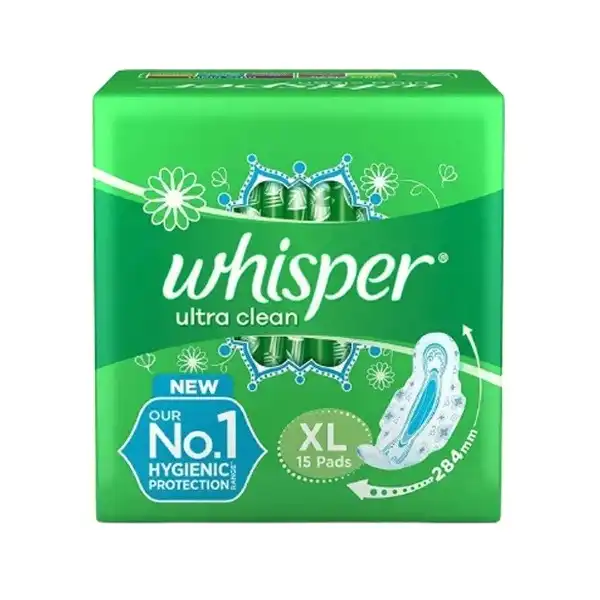 whisper®
ultra clean
NEW
OUR
No.1
HYGIENIC
PROTECTION
RANGE*
XL
15 Pads
284mm